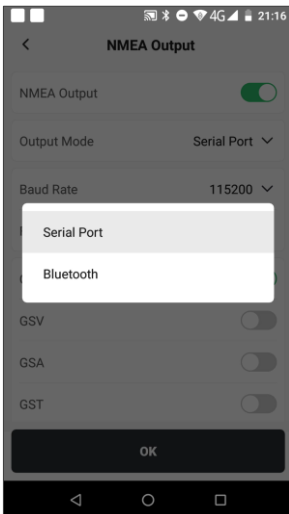 4G 21:16
NMEA Output
NMEA Output
Output Mode Serial Port
Baud Rate 115200
Serial Port
Bluetooth
GSV
GSA
GST
OK